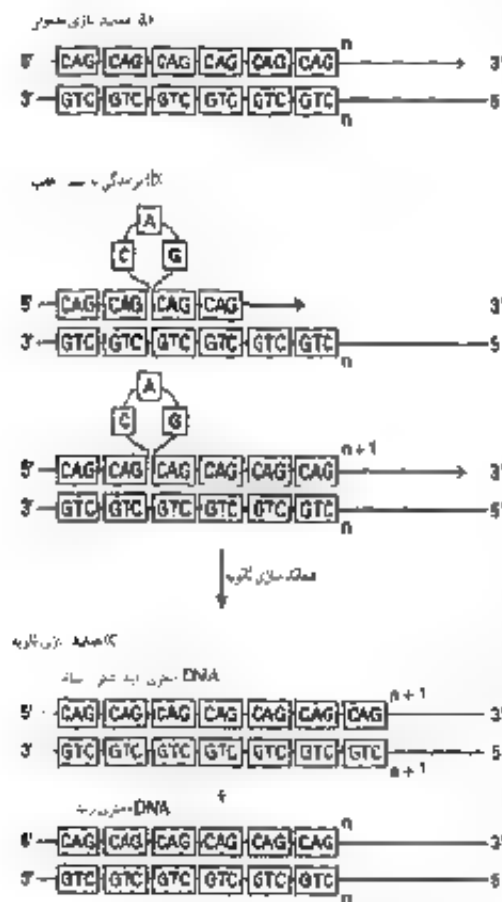 n
5' CAG CAG CAG CAG CAG CAG 3'
3' GTC GTC GTC GTC GTC GTC 5'
n
A
C G
5' CAG CAG CAG CAG 3'
3' GTC GTC GTC GTC GTC GTC 5'
n
A
C G
n + 1
5' CAG CAG CAG CAG CAG CAG 3'
3' GTC GTC GTC GTC GTC GTC 5'
n
همانندسازی ثانویه
DNA
n + 1
5' CAG CAG CAG CAG CAG CAG CAG 3'
3' GTC GTC GTC GTC GTC GTC GTC 5'
n + 1
+
DNA
n
5' CAG CAG CAG CAG CAG CAG 3'
3' GTC GTC GTC GTC GTC GTC 5'
n